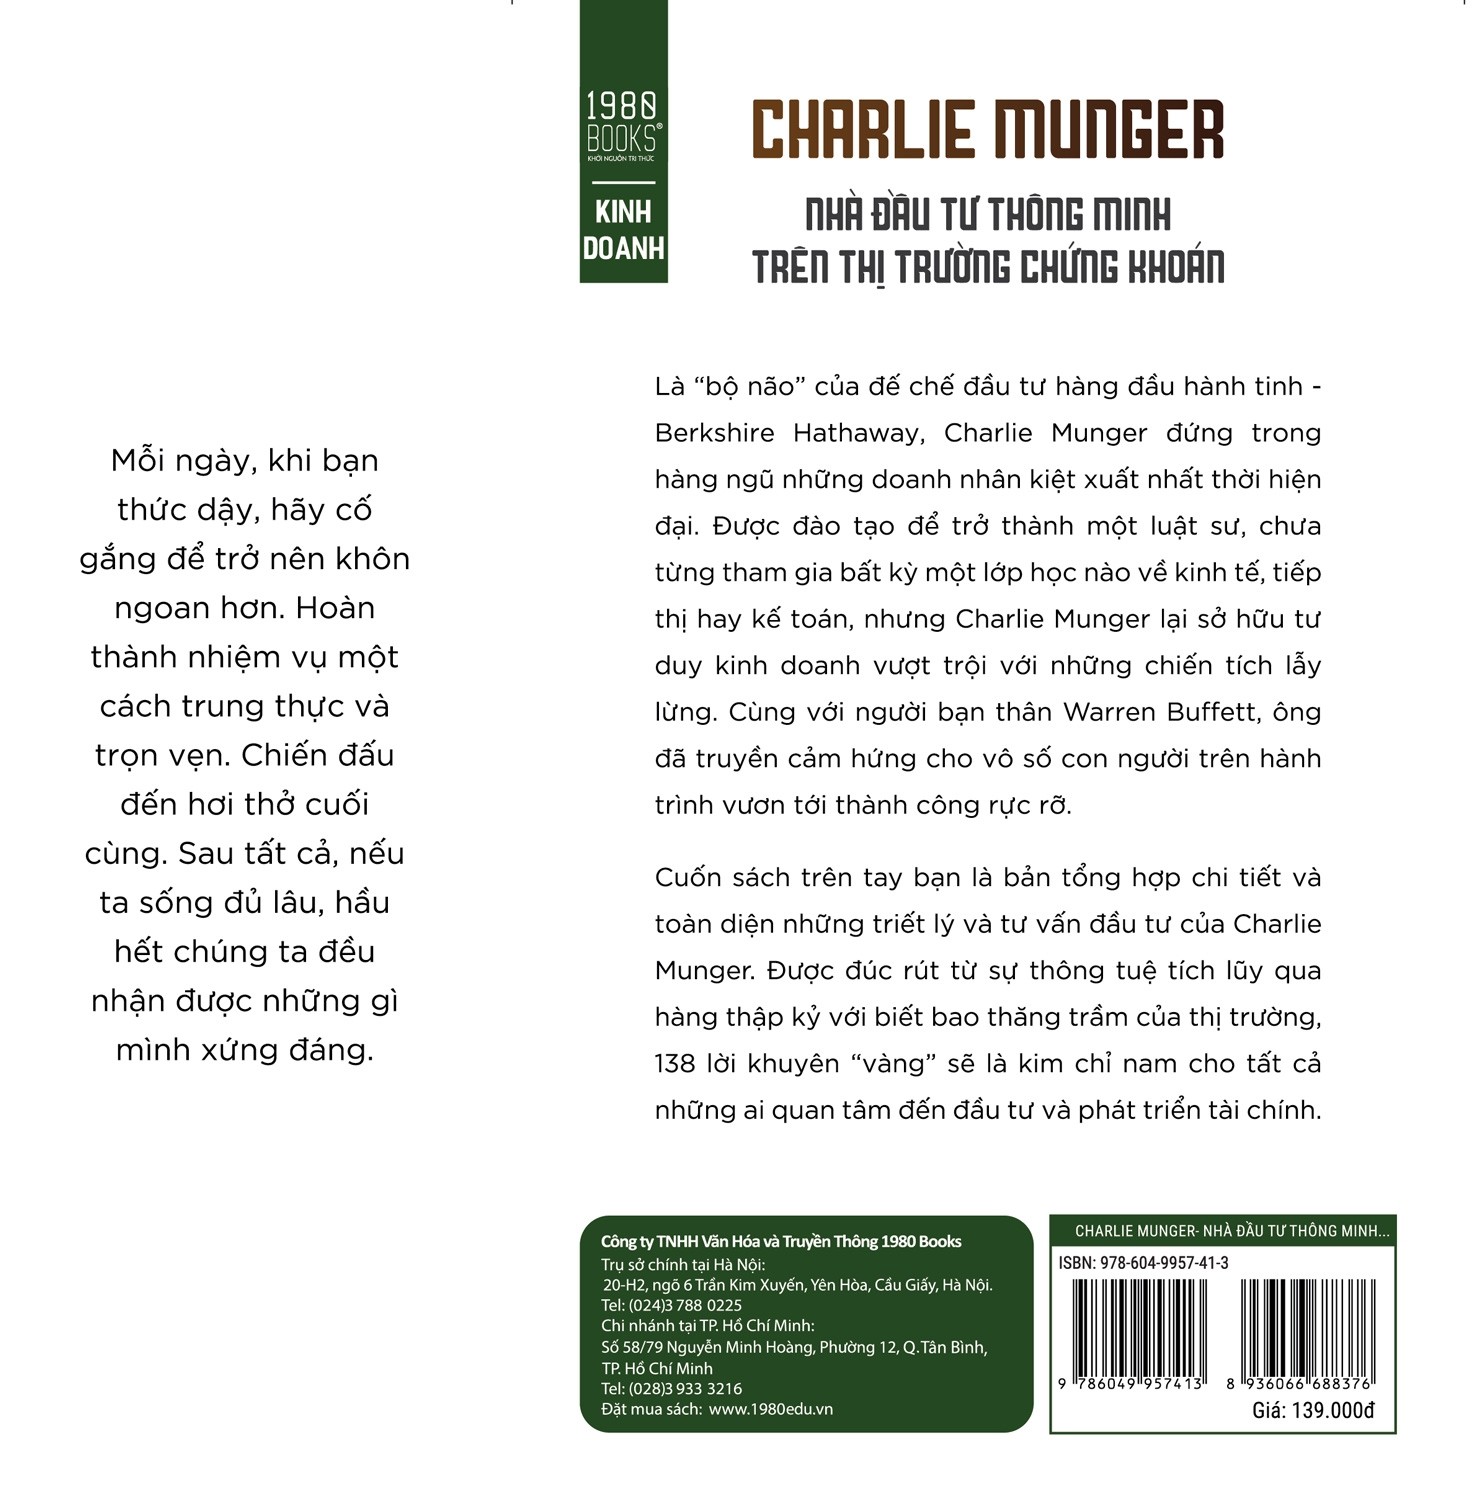 1980
BOOKS®
KHƠI NGUỒN TRI THỨC
KINH
DOANH
CHARLIE MUNGER
NHÀ ĐẦU TƯ THÔNG MINH
TRÊN THỊ TRƯỜNG CHỨNG KHOÁN
Mỗi ngày, khi bạn
thức dậy, hãy cố
gắng để trở nên khôn
ngoan hơn. Hoàn
thành nhiệm vụ một
cách trung thực và
trọn vẹn. Chiến đấu
đến hơi thở cuối
cùng. Sau tất cả, nếu
ta sống đủ lâu, hầu
hết chúng ta đều
nhận được những gì
mình xứng đáng.
Là “bộ não” của đế chế đầu tư hàng đầu hành tinh -
Berkshire Hathaway, Charlie Munger đứng trong
hàng ngũ những doanh nhân kiệt xuất nhất thời hiện
đại. Được đào tạo để trở thành một luật sư, chưa
từng tham gia bất kỳ một lớp học nào về kinh tế, tiếp
thị hay kế toán, nhưng Charlie Munger lại sở hữu tư
duy kinh doanh vượt trội với những chiến tích lẫy
lừng. Cùng với người bạn thân Warren Buffett, ông
đã truyền cảm hứng cho vô số con người trên hành
trình vươn tới thành công rực rỡ.
Cuốn sách trên tay bạn là bản tổng hợp chi tiết và
toàn diện những triết lý và tư vấn đầu tư của Charlie
Munger. Được đúc rút từ sự thông tuệ tích lũy qua
hàng thập kỷ với biết bao thăng trầm của thị trường,
138 lời khuyên “vàng” sẽ là kim chỉ nam cho tất cả
những ai quan tâm đến đầu tư và phát triển tài chính.
Công ty TNHH Văn Hóa và Truyền Thông 1980 Books
Trụ sở chính tại Hà Nội:
20-H2, ngõ 6 Trần Kim Xuyến, Yên Hòa, Cầu Giấy, Hà Nội.
Tel: (024)3 788 0225
Chi nhánh tại TP. Hồ Chí Minh:
Số 58/79 Nguyễn Minh Hoàng, Phường 12, Q.Tân Bình,
TP. Hồ Chí Minh
Tel: (028)3 933 3216
Đặt mua sách: www.1980edu.vn
CHARLIE MUNGER- NHÀ ĐẦU TƯ THÔNG MINH...
ISBN: 978-604-9957-41-3
9 786049 957413
8 936066 688376
Giá: 139.000đ